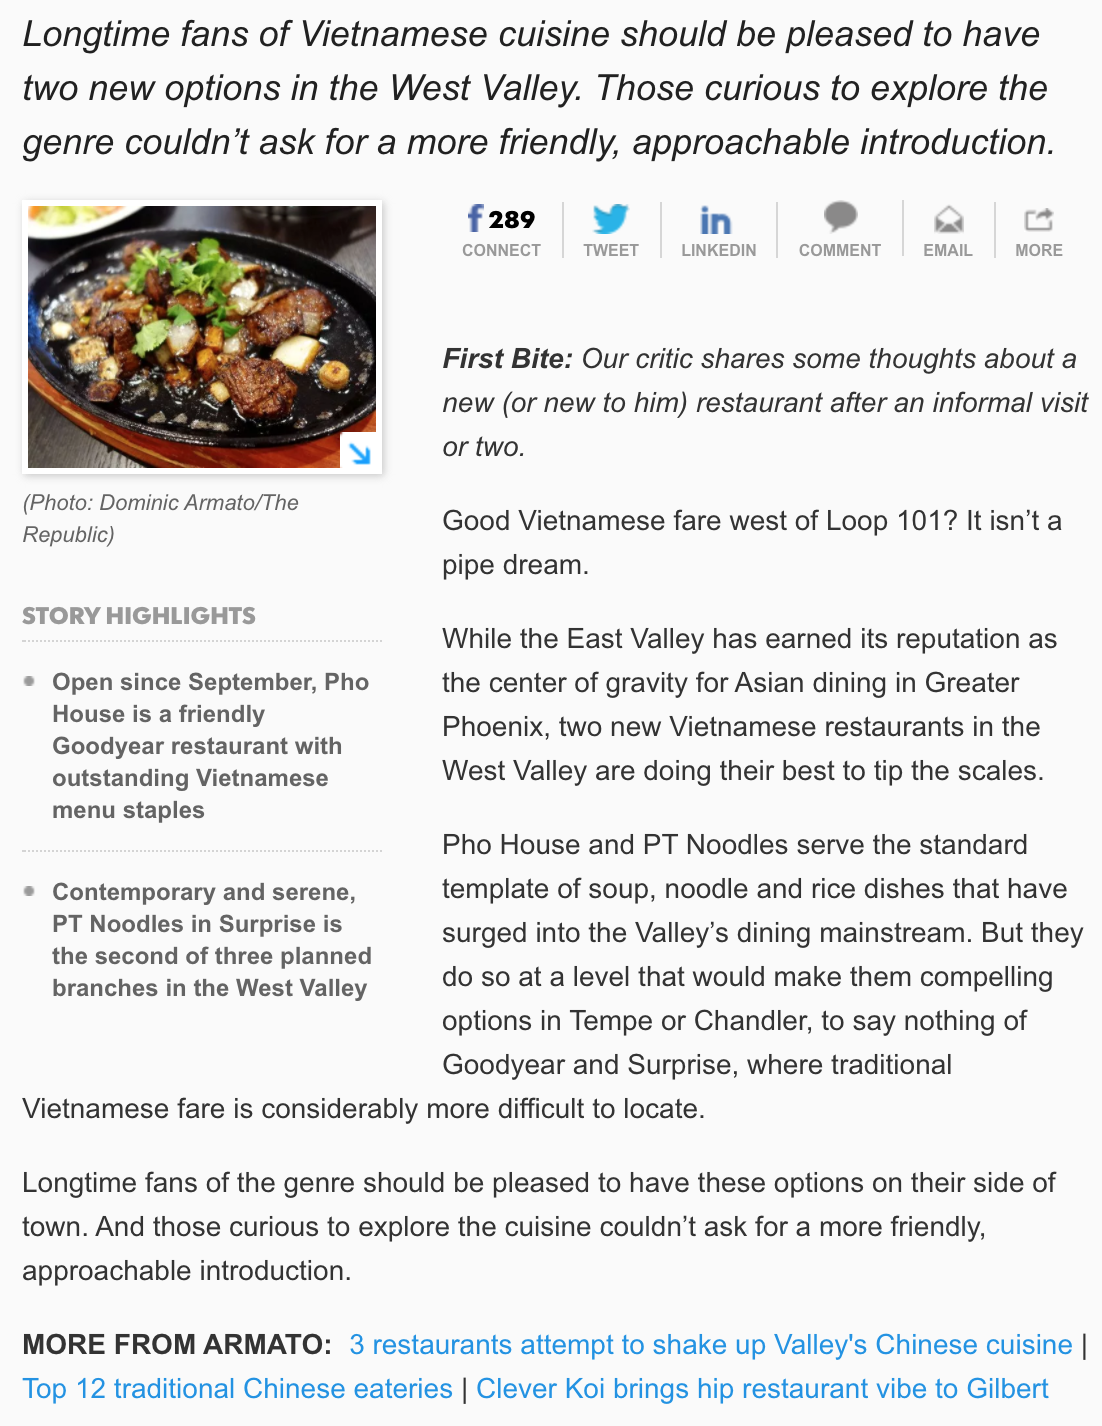 Longtime fans of Vietnamese cuisine should be pleased to have
two new options in the West Valley. Those curious to explore the
genre couldn’t ask for a more friendly, approachable introduction.
289
CONNECT
TWEET
LINKEDIN
COMMENT
EMAIL
MORE
(Photo: Dominic Armato/The
Republic)
STORY HIGHLIGHTS
Open since September, Pho
House is a friendly
Goodyear restaurant with
outstanding Vietnamese
menu staples
Contemporary and serene,
PT Noodles in Surprise is
the second of three planned
branches in the West Valley
First Bite: Our critic shares some thoughts about a
new (or new to him) restaurant after an informal visit
or two.
Good Vietnamese fare west of Loop 101? It isn’t a
pipe dream.
While the East Valley has earned its reputation as
the center of gravity for Asian dining in Greater
Phoenix, two new Vietnamese restaurants in the
West Valley are doing their best to tip the scales.
Pho House and PT Noodles serve the standard
template of soup, noodle and rice dishes that have
surged into the Valley’s dining mainstream. But they
do so at a level that would make them compelling
options in Tempe or Chandler, to say nothing of
Goodyear and Surprise, where traditional
Vietnamese fare is considerably more difficult to locate.
Longtime fans of the genre should be pleased to have these options on their side of
town. And those curious to explore the cuisine couldn’t ask for a more friendly,
approachable introduction.
MORE FROM ARMATO: 3 restaurants attempt to shake up Valley's Chinese cuisine |
Top 12 traditional Chinese eateries | Clever Koi brings hip restaurant vibe to Gilbert